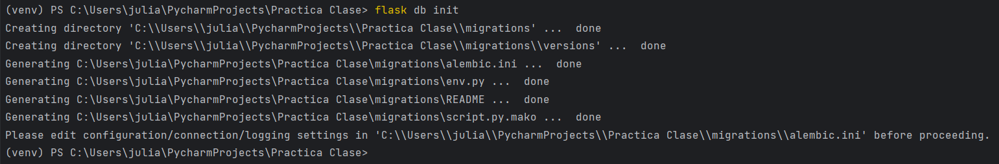 (venv) PS C:\Users\julia\PycharmProjects\Practica Clase> flask db init
Creating directory 'C:\\Users\\julia\\PycharmProjects\\Practica Clase\\migrations' ...  done
Creating directory 'C:\\Users\\julia\\PycharmProjects\\Practica Clase\\migrations\\versions' ...  done
Generating C:\Users\julia\PycharmProjects\Practica Clase\migrations\alembic.ini ...  done
Generating C:\Users\julia\PycharmProjects\Practica Clase\migrations\env.py ...  done
Generating C:\Users\julia\PycharmProjects\Practica Clase\migrations\README ...  done
Generating C:\Users\julia\PycharmProjects\Practica Clase\migrations\script.py.mako ...  done
Please edit configuration/connection/logging settings in 'C:\\Users\\julia\\PycharmProjects\\Practica Clase\\migrations\\alembic.ini' before proceeding.
(venv) PS C:\Users\julia\PycharmProjects\Practica Clase>